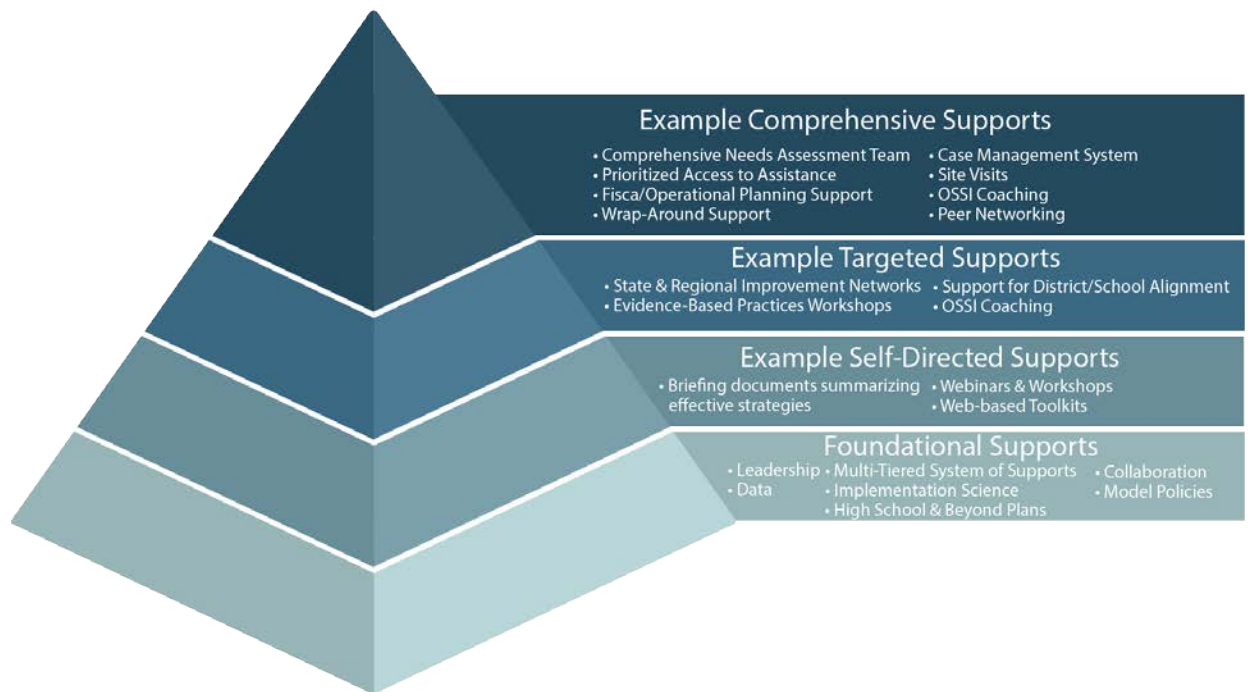 Example Comprehensive Supports
• Comprehensive Needs Assessment Team
• Prioritized Access to Assistance
• Fisca/Operational Planning Support
• Wrap-Around Support
• Case Management System
• Site Visits
• OSSI Coaching
• Peer Networking
Example Targeted Supports
• State & Regional Improvement Networks
• Evidence-Based Practices Workshops
• Support for District/School Alignment
• OSSI Coaching
Example Self-Directed Supports
• Briefing documents summarizing
effective strategies
• Webinars & Workshops
• Web-based Toolkits
Foundational Supports
• Leadership
• Data
• Multi-Tiered System of Supports
• Implementation Science
• High School & Beyond Plans
• Collaboration
• Model Policies